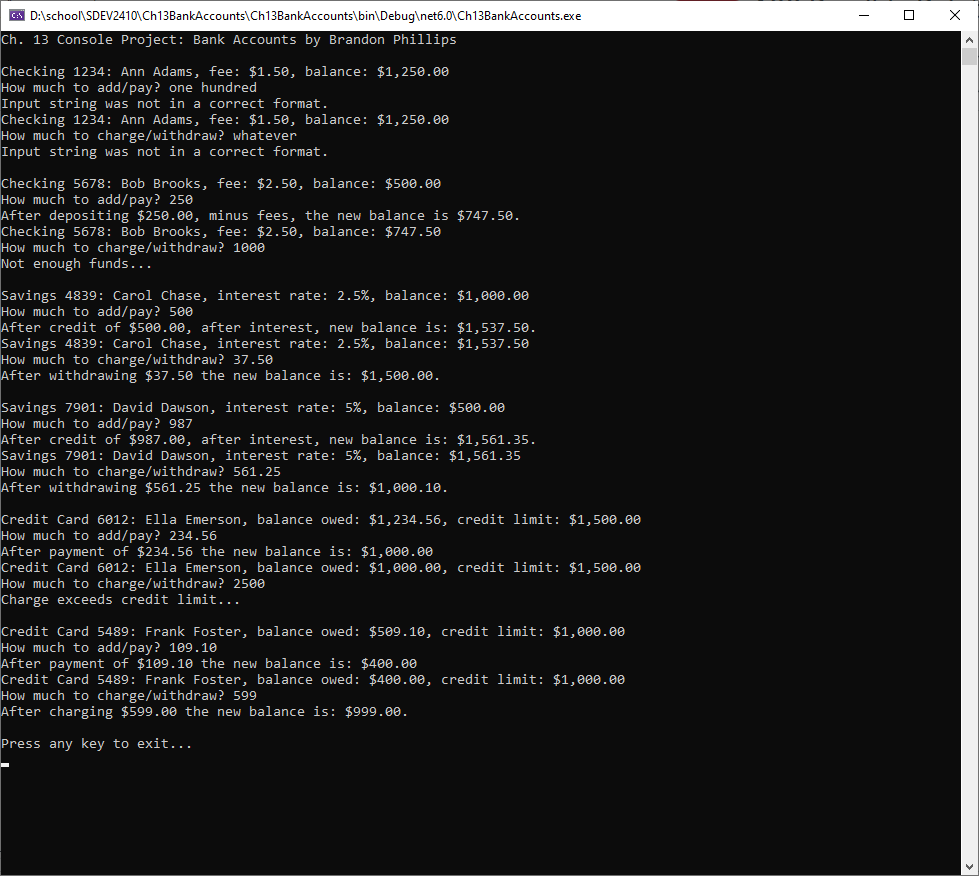 D:\school\SDEV2410\Ch13BankAccounts\Ch13BankAccounts\bin\Debug\net6.0\Ch13BankAccounts.exe
Ch. 13 Console Project: Bank Accounts by Brandon Phillips
Checking 1234: Ann Adams, fee: $1.50, balance: $1,250.00
How much to add/pay? one hundred
Input string was not in a correct format.
Checking 1234: Ann Adams, fee: $1.50, balance: $1,250.00
How much to charge/withdraw? whatever
Input string was not in a correct format.
Checking 5678: Bob Brooks, fee: $2.50, balance: $500.00
How much to add/pay? 250
After depositing $250.00, minus fees, the new balance is $747.50.
Checking 5678: Bob Brooks, fee: $2.50, balance: $747.50
How much to charge/withdraw? 1000
Not enough funds...
Savings 4839: Carol Chase, interest rate: 2.5%, balance: $1,000.00
How much to add/pay? 500
After credit of $500.00, after interest, new balance is: $1,537.50.
Savings 4839: Carol Chase, interest rate: 2.5%, balance: $1,537.50
How much to charge/withdraw? 37.50
After withdrawing $37.50 the new balance is: $1,500.00.
Savings 7901: David Dawson, interest rate: 5%, balance: $500.00
How much to add/pay? 987
After credit of $987.00, after interest, new balance is: $1,561.35.
Savings 7901: David Dawson, interest rate: 5%, balance: $1,561.35
How much to charge/withdraw? 561.25
After withdrawing $561.25 the new balance is: $1,000.10.
Credit Card 6012: Ella Emerson, balance owed: $1,234.56, credit limit: $1,500.00
How much to add/pay? 234.56
After payment of $234.56 the new balance is: $1,000.00
Credit Card 6012: Ella Emerson, balance owed: $1,000.00, credit limit: $1,500.00
How much to charge/withdraw? 2500
Charge exceeds credit limit...
Credit Card 5489: Frank Foster, balance owed: $509.10, credit limit: $1,000.00
How much to add/pay? 109.10
After payment of $109.10 the new balance is: $400.00
Credit Card 5489: Frank Foster, balance owed: $400.00, credit limit: $1,000.00
How much to charge/withdraw? 599
After charging $599.00 the new balance is: $999.00.
Press any key to exit...